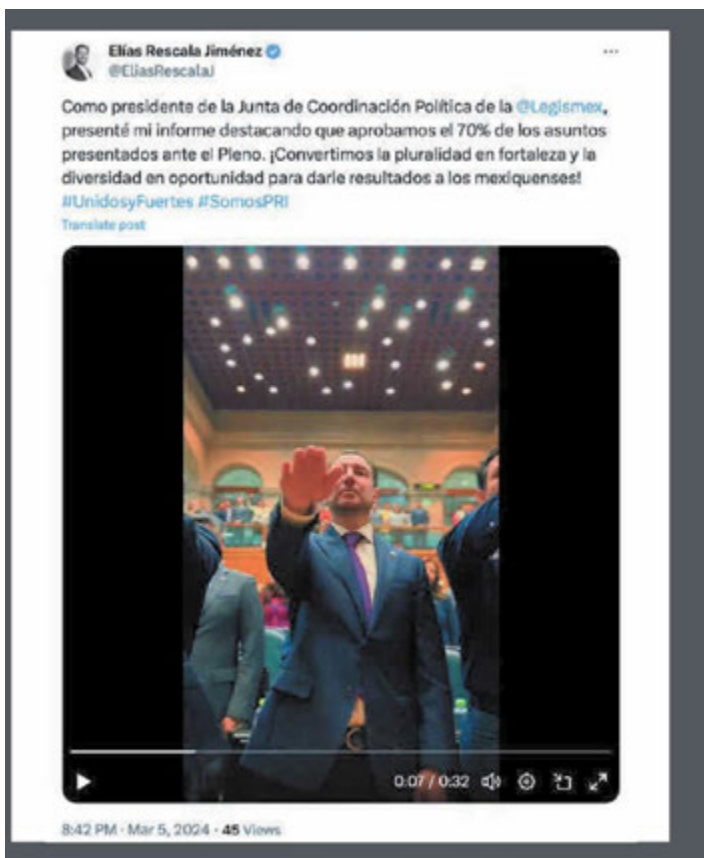 Elías Rescala Jiménez
@EliasRescalaJ
Como presidente de la Junta de Coordinación Política de la @Legismex,
presenté mi informe destacando que aprobamos el 70% de los asuntos
presentados ante el Pleno. ¡Convertimos la pluralidad en fortaleza y la
diversidad en oportunidad para darle resultados a los mexiquenses!
#UnidosyFuertes #SomosPRI
Translate post
0:07 / 0:32
8:42 PM · Mar 5, 2024 · 45 Views